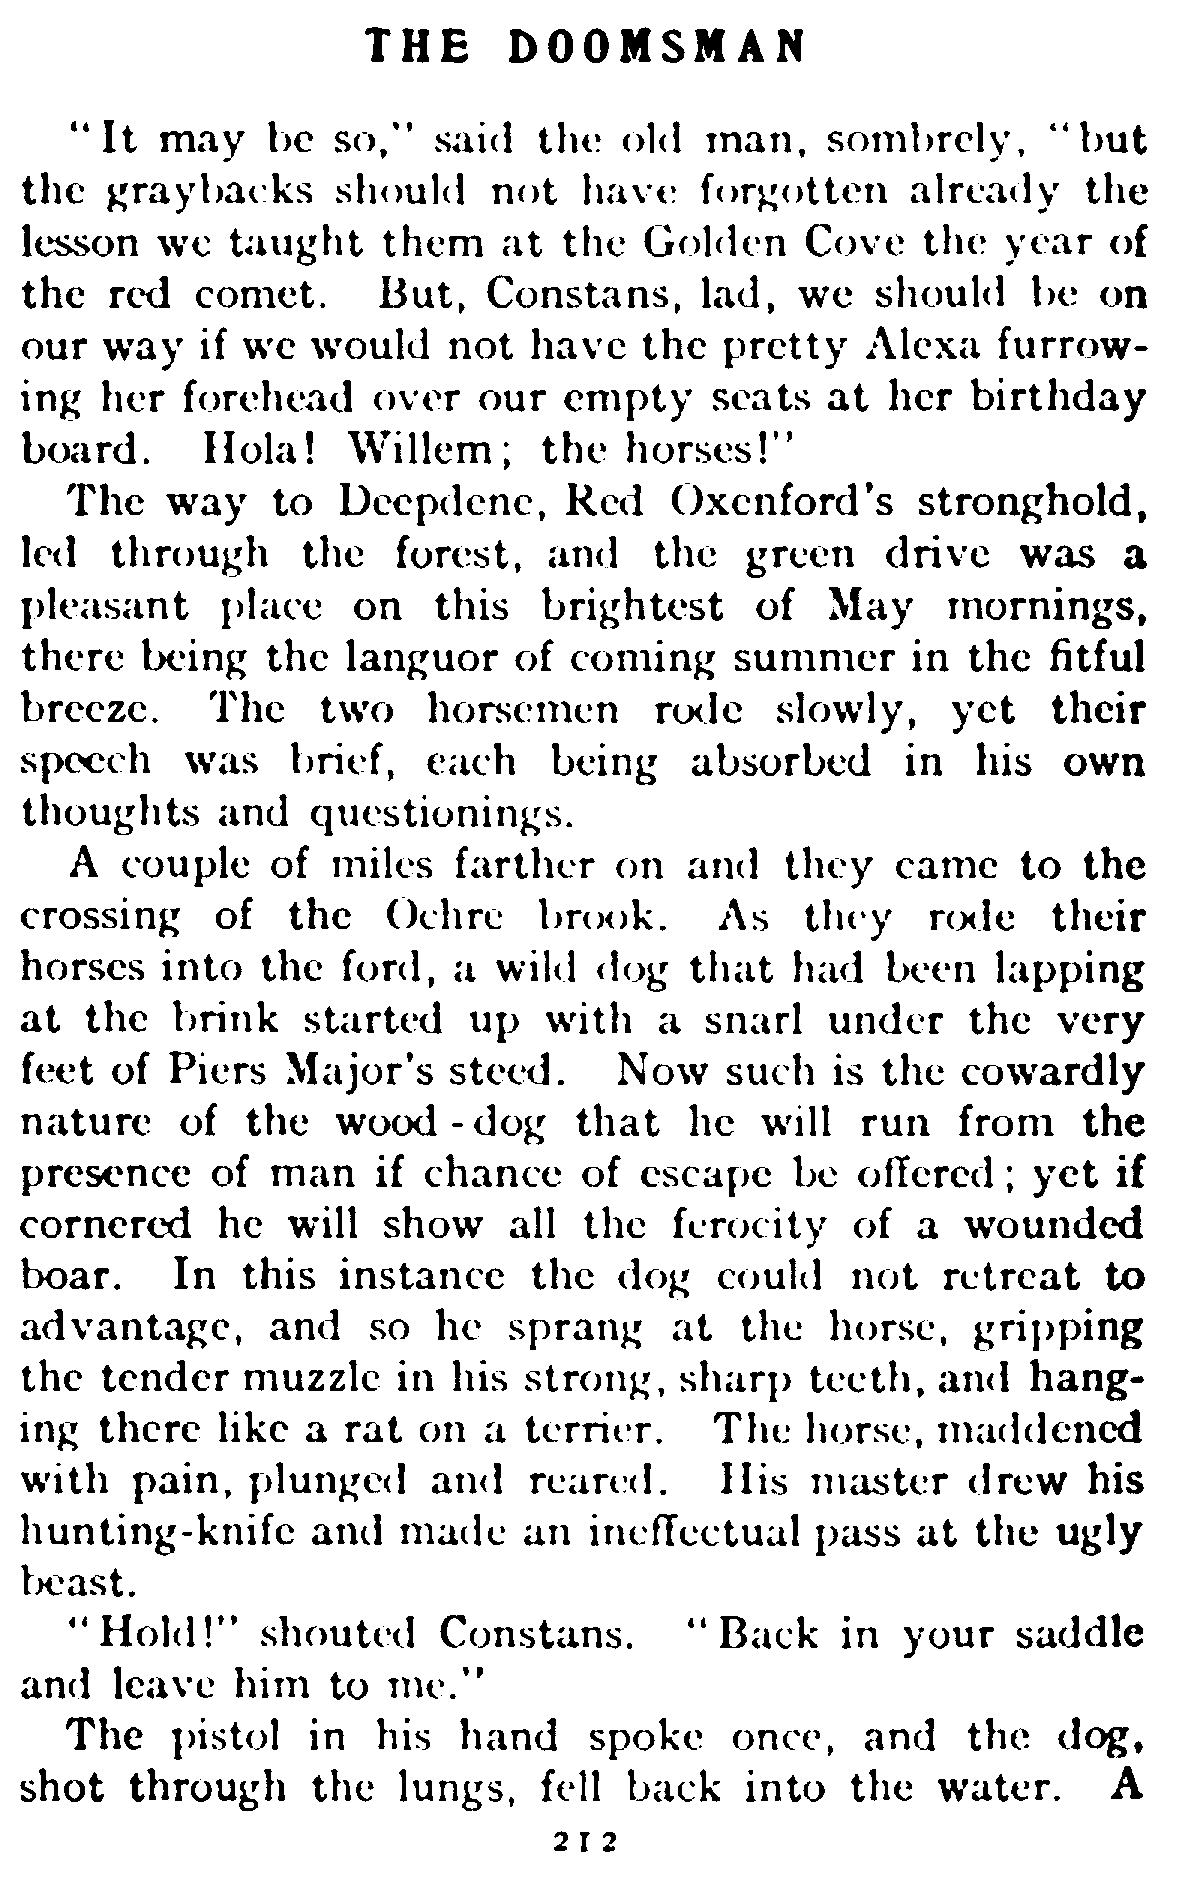 THE DOOMSMAN
"It may be so," said the old man, sombrely, "but
the graybacks should not have forgotten already the
lesson we taught them at the Golden Cove the year of
the red comet. But, Constans, lad, we should be on
our way if we would not have the pretty Alexa furrow-
ing her forehead over our empty seats at her birthday
board. Hola! Willem; the horses!"
The way to Deepdene, Red Oxenford's stronghold,
led through the forest, and the green drive was a
pleasant place on this brightest of May mornings,
there being the languor of coming summer in the fitful
breeze. The two horsemen rode slowly, yet their
speech was brief, each being absorbed in his own
thoughts and questionings.
A couple of miles farther on and they came to the
crossing of the Ochre brook. As they rode their
horses into the ford, a wild dog that had been lapping
at the brink started up with a snarl under the very
feet of Piers Major's steed. Now such is the cowardly
nature of the wood-dog that he will run from the
presence of man if chance of escape be offered; yet if
cornered he will show all the ferocity of a wounded
boar. In this instance the dog could not retreat to
advantage, and so he sprang at the horse, gripping
the tender muzzle in his strong, sharp teeth, and hang-
ing there like a rat on a terrier. The horse, maddened
with pain, plunged and reared. His master drew his
hunting-knife and made an ineffectual pass at the ugly
beast.
"Hold!" shouted Constans. "Back in your saddle
and leave him to me."
The pistol in his hand spoke once, and the dog,
shot through the lungs, fell back into the water. A
212